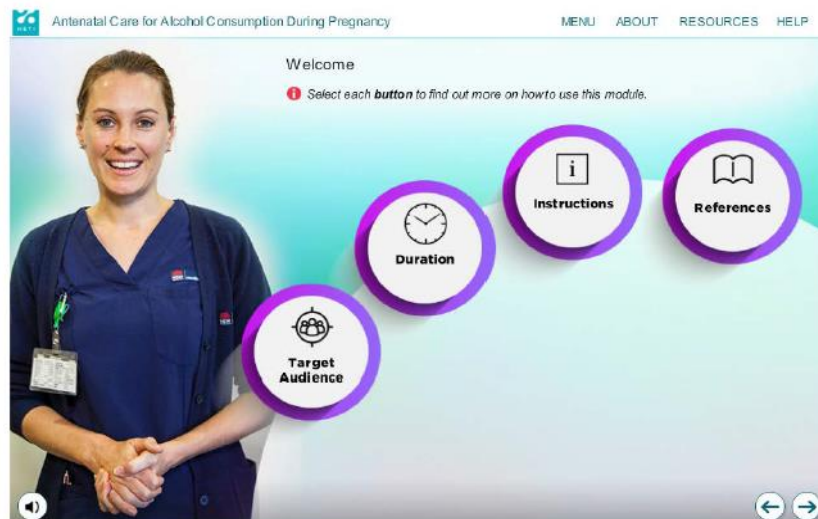 HETI
Antenatal Care for Alcohol Consumption During Pregnancy
MENU ABOUT RESOURCES HELP
Welcome
Select each button to find out more on how to use this module.
Instructions
References
Duration
Target
Audience